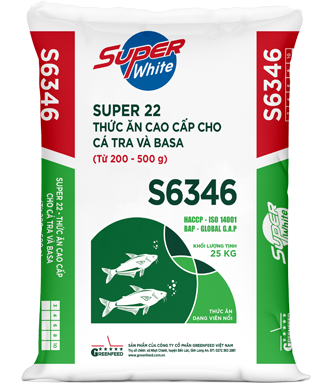 SUPER
White
S6346
S6346
SUPER 22
THỨC ĂN CAO CẤP CHO
CÁ TRA VÀ BASA
(Từ 200 - 500 g)
S6346
HACCP - ISO 14001
BAP - GLOBAL G.A.P
KHỐI LƯỢNG TỊNH
25 KG
SUPER 22 - THỨC ĂN CAO CẤP
CHO CÁ TRA VÀ BASA
SUPER
White
THỨC ĂN
DẠNG VIÊN NỔI
GREENFEED
SẢN PHẨM CỦA CÔNG TY CỔ PHẦN GREENFEED VIỆT NAM